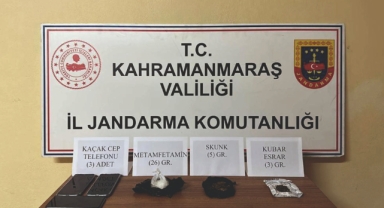 T.C.
KAHRAMANMARAŞ
VALİLİĞİ
İL JANDARMA KOMUTANLIĞI
KAÇAK CEP
TELEFONU
(3) ADET
METAMFETAMİN
(26) GR.
SKUNK
(5) GR.
KUBAR
ESRAR
(3) GR.